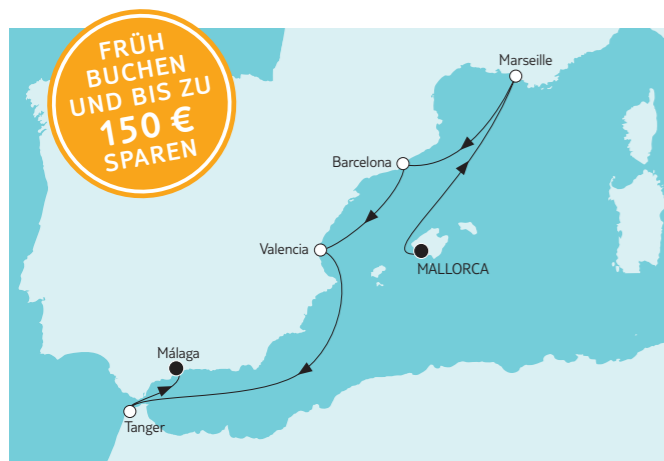 FRÜH
BUCHEN
UND BIS ZU
150 €
SPAREN
Marseille
Barcelona
Valencia
MALLORCA
Málaga
Tanger